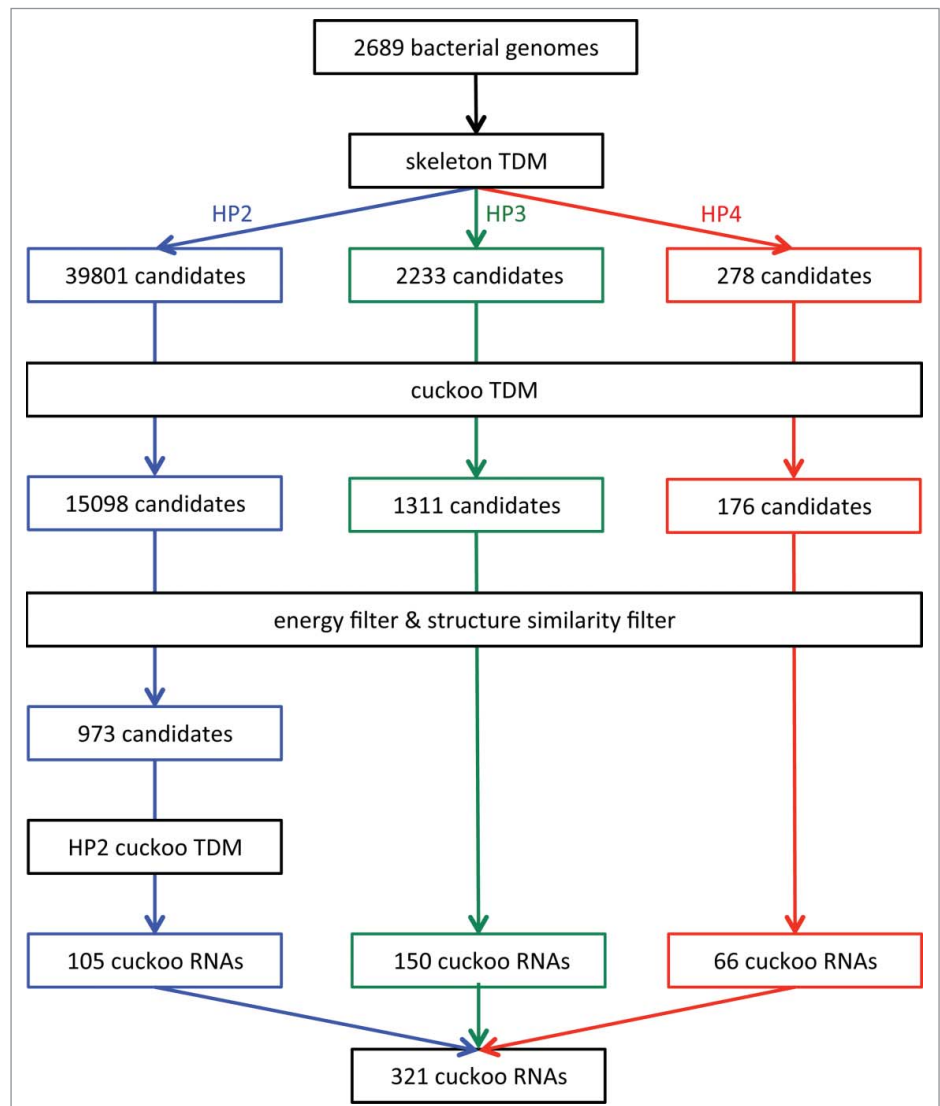 2689 bacterial genomes
skeleton TDM
HP2
HP3
HP4
39801 candidates
2233 candidates
278 candidates
cuckoo TDM
15098 candidates
1311 candidates
176 candidates
energy filter & structure similarity filter
973 candidates
HP2 cuckoo TDM
105 cuckoo RNAs
150 cuckoo RNAs
66 cuckoo RNAs
321 cuckoo RNAs